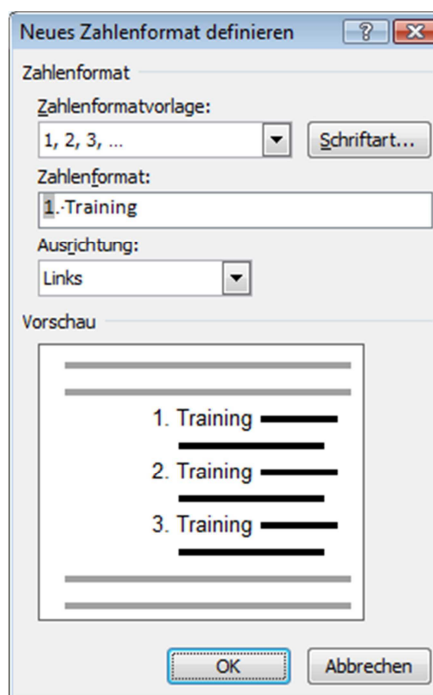 Neues Zahlenformat definieren
Zahlenformat
Zahlenformatvorlage:
1, 2, 3, ...
Schriftart...
Zahlenformat:
1.·Training
Ausrichtung:
Links
Vorschau
1. Training
2. Training
3. Training
OK
Abbrechen